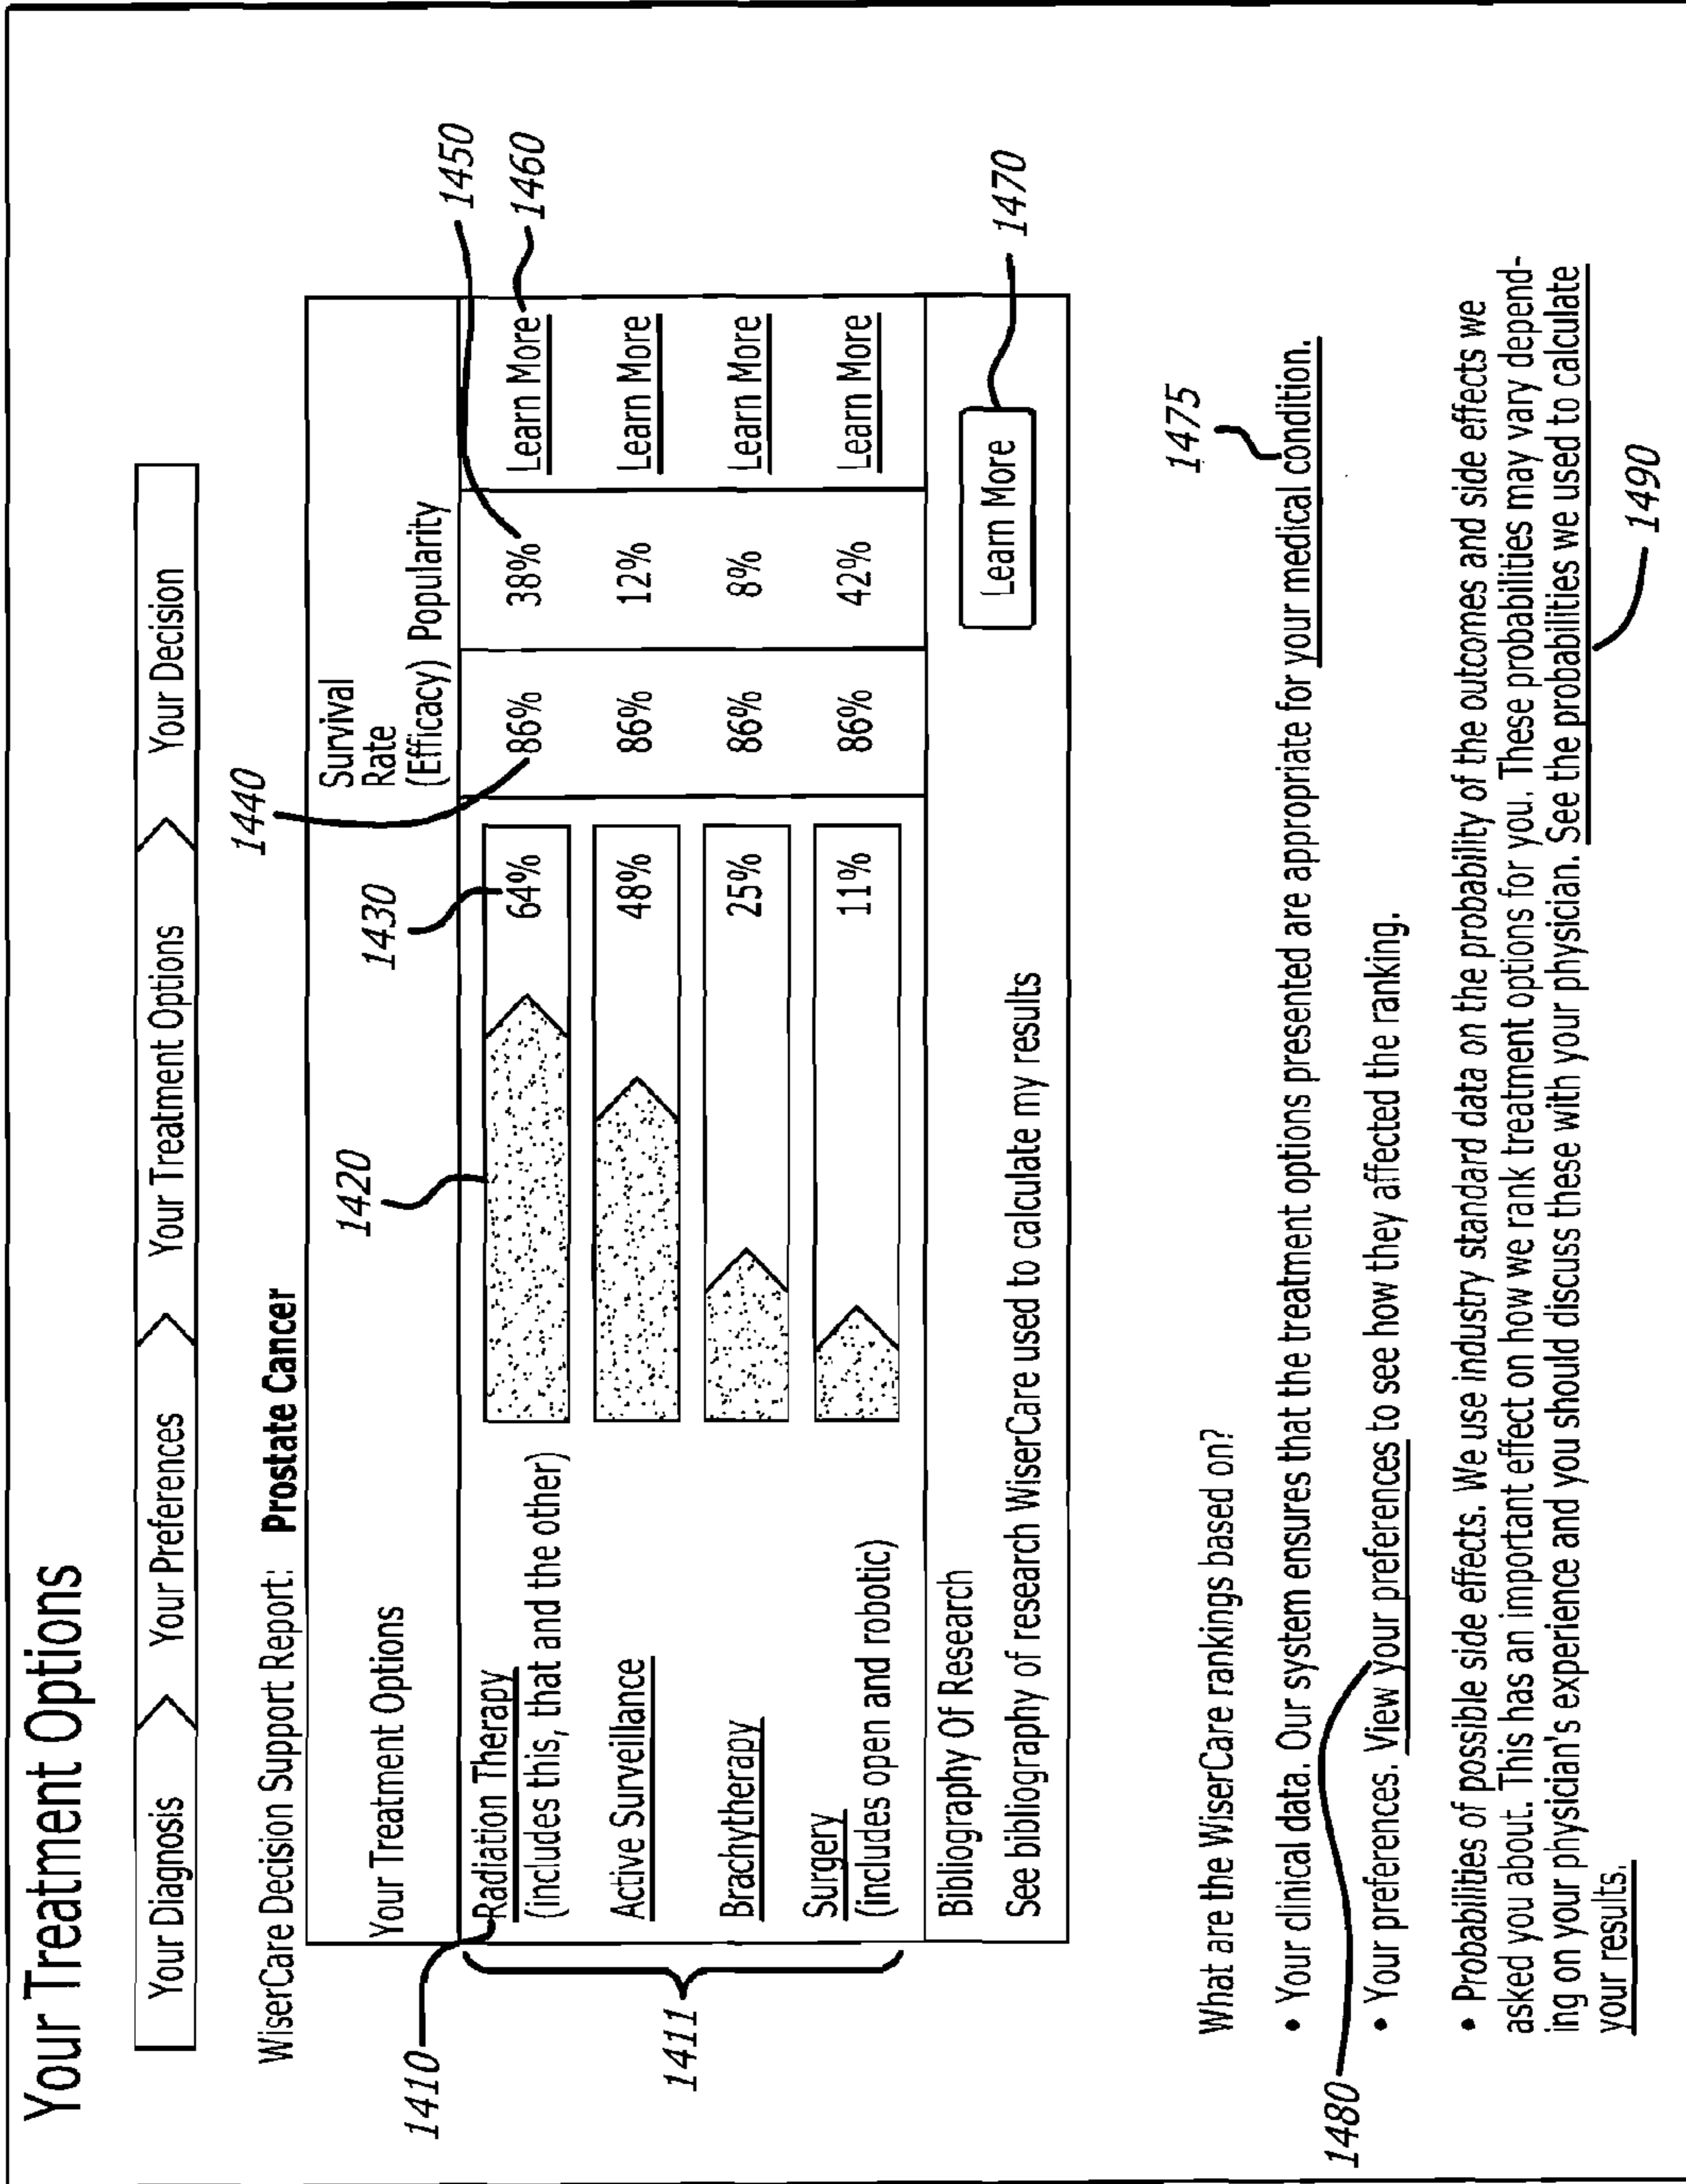 Your Treatment Options
Your Diagnosis
Your Preferences
Your Treatment Options
Your Decision
WiserCare Decision Support Report: Prostate Cancer
1440
1430
1420
1450
1460
Your Treatment Options
Survival
Rate
(Efficacy) Popularity
1410
Radiation Therapy 64% 86% 38% Learn More
(includes this, that and the other)
Active Surveillance 48% 86% 12% Learn More
1411
Brachytherapy 25% 86% 8% Learn More
Surgery 11% 86% 42% Learn More
(includes open and robotic)
Bibliography Of Research
See bibliography of research WiserCare used to calculate my results
Learn More
1470
What are the WiserCare rankings based on?
1475
• Your clinical data. Our system ensures that the treatment options presented are appropriate for your medical condition.
1480
• Your preferences. View your preferences to see how they affected the ranking.
• Probabilities of possible side effects. We use industry standard data on the probability of the outcomes and side effects we
asked you about. This has an important effect on how we rank treatment options for you. These probabilities may vary depend-
ing on your physician's experience and you should discuss these with your physician. See the probabilities we used to calculate
your results.
1490